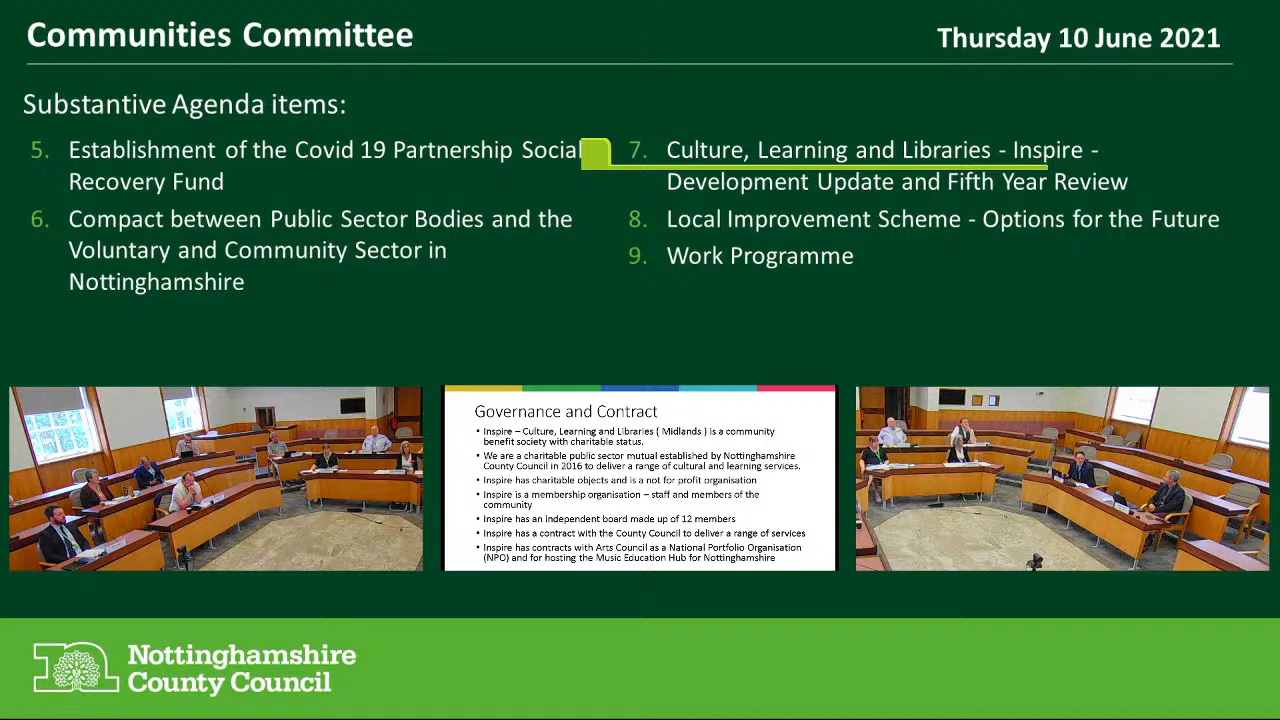 Communities Committee
Thursday 10 June 2021
Substantive Agenda items:
5. Establishment of the Covid 19 Partnership Social
Recovery Fund
6. Compact between Public Sector Bodies and the
Voluntary and Community Sector in
Nottinghamshire
7. Culture, Learning and Libraries - Inspire -
Development Update and Fifth Year Review
8. Local Improvement Scheme - Options for the Future
9. Work Programme
Governance and Contract
• Inspire – Culture, Learning and Libraries ( Midlands ) is a community
benefit society with charitable status.
• We are a charitable public sector mutual established by Nottinghamshire
County Council in 2016 to deliver a range of cultural and learning services.
• Inspire has charitable objects and is a not for profit organisation
• Inspire is a membership organisation – staff and members of the
community
• Inspire has an independent board made up of 12 members
• Inspire has a contract with the County Council to deliver a range of services
• Inspire has contracts with Arts Council as a National Portfolio Organisation
(NPO) and for hosting the Music Education Hub for Nottinghamshire
Nottinghamshire
County Council